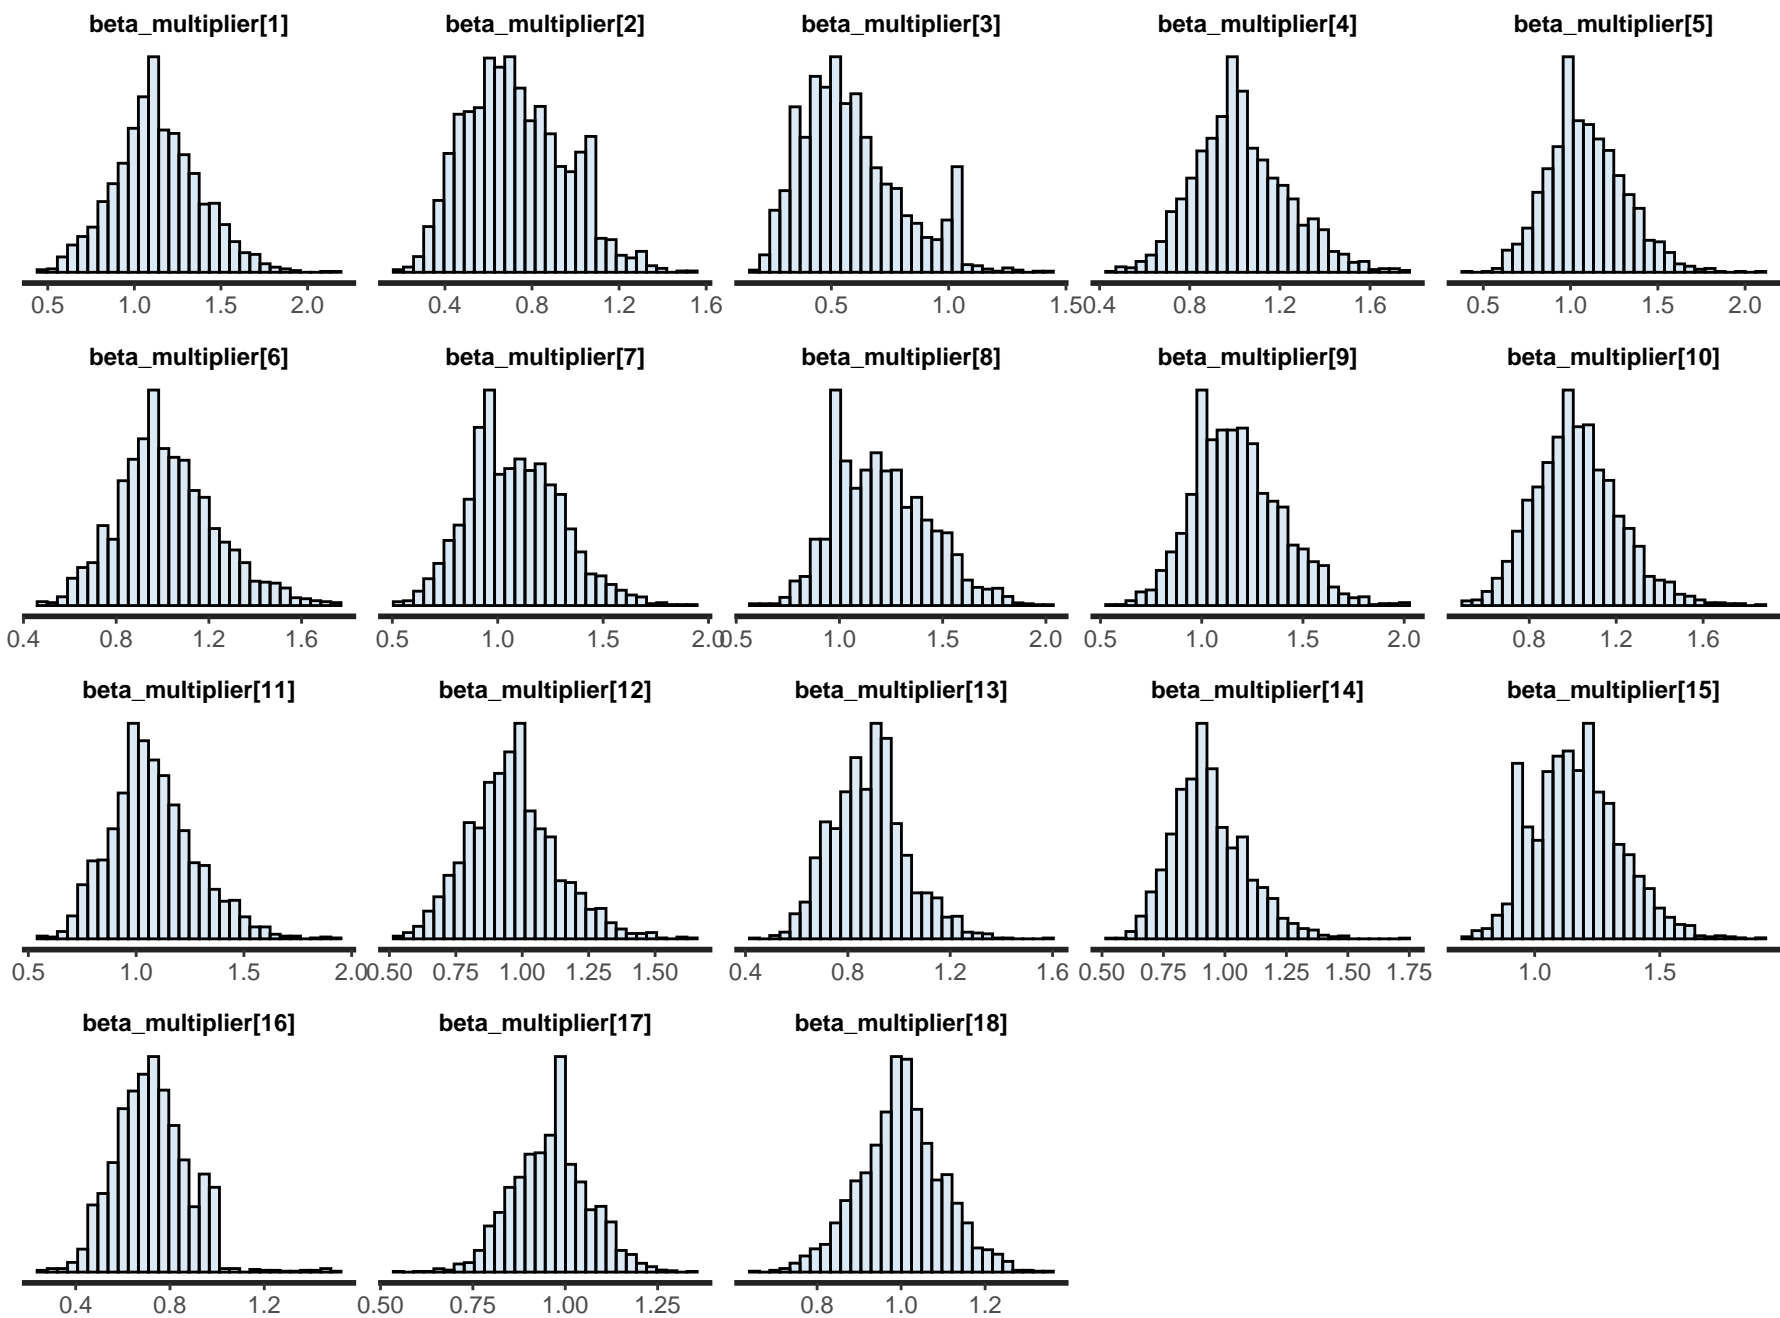 beta_multiplier[1] beta_multiplier[2] beta_multiplier[3] beta_multiplier[4] beta_multiplier[5]
0.5 1.0 1.5 2.0 0.4 0.8 1.2 1.6 0.5 1.0 1.5 0.4 0.8 1.2 1.6 0.5 1.0 1.5 2.0
beta_multiplier[6] beta_multiplier[7] beta_multiplier[8] beta_multiplier[9] beta_multiplier[10]
0.4 0.8 1.2 1.6 0.5 1.0 1.5 2.0 0.5 1.0 1.5 2.0 0.5 1.0 1.5 2.0 0.8 1.2 1.6
beta_multiplier[11] beta_multiplier[12] beta_multiplier[13] beta_multiplier[14] beta_multiplier[15]
0.5 1.0 1.5 2.0 0.50 0.75 1.00 1.25 1.50 0.4 0.8 1.2 1.6 0.50 0.75 1.00 1.25 1.50 1.75 1.0 1.5
beta_multiplier[16] beta_multiplier[17] beta_multiplier[18]
0.4 0.8 1.2 0.50 0.75 1.00 1.25 0.8 1.0 1.2